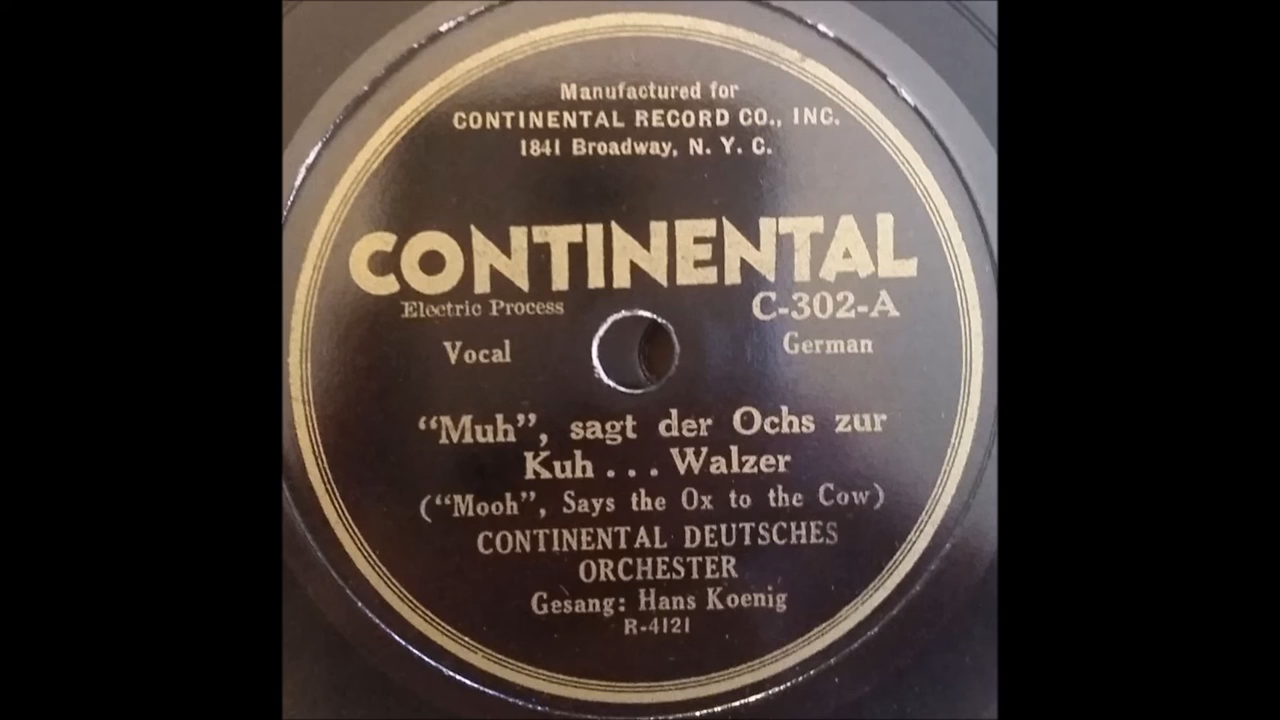 Manufactured for
CONTINENTAL RECORD CO., INC.
1841 Broadway, N. Y. C.
CONTINENTAL
Electric Process
C-302-A
Vocal
German
“Muh”, sagt der Ochs zur
Kuh . . . Walzer
(“Mooh”, Says the Ox to the Cow)
CONTINENTAL DEUTSCHES
ORCHESTER
Gesang: Hans Koenig
R-4121